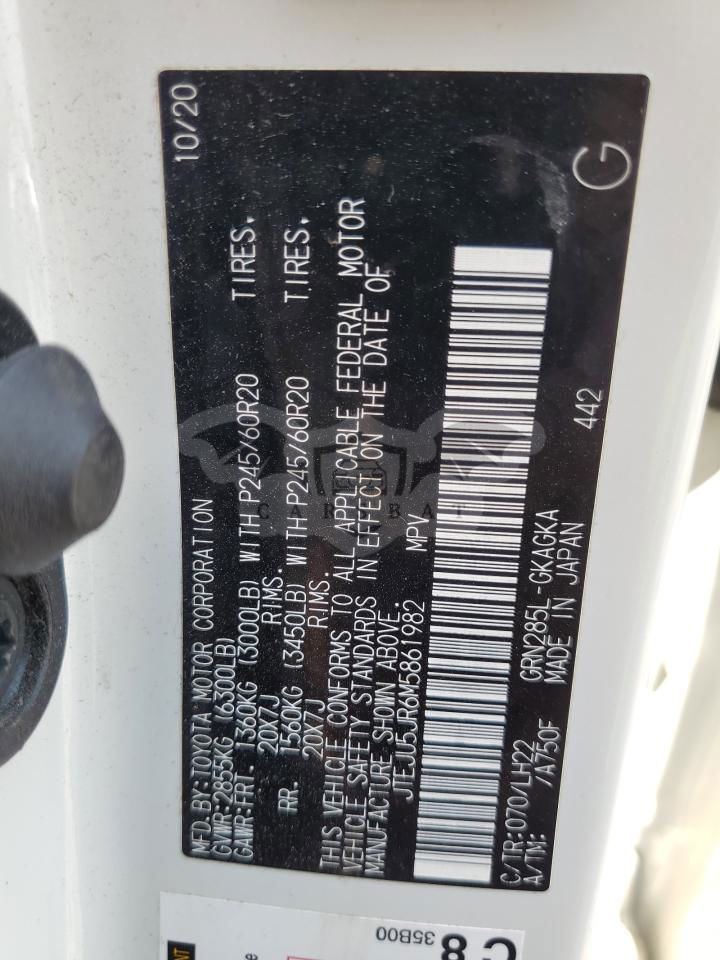 MFD.BY:TOYOTA MOTOR CORPORATION 10/20
GVWR:2855KG (6300LB)
GAWR:FRT. 1360KG (3000LB) WITH P245/60R20 TIRES.
20X7J RIMS.
RR. 1360KG (3450LB) WITH P245/60R20 TIRES.
20X7J RIMS.
THIS VEHICLE CONFORMS TO ALL APPLICABLE FEDERAL MOTOR
VEHICLE SAFETY STANDARDS IN EFFECT ON THE DATE OF
MANUFACTURE SHOWN ABOVE.
JTEJU5JR6M5861982 MPV
C/TR:070/LH22 GRN285L-GKAGKA
A/TM: /A750F MADE IN JAPAN
442
G
35B00